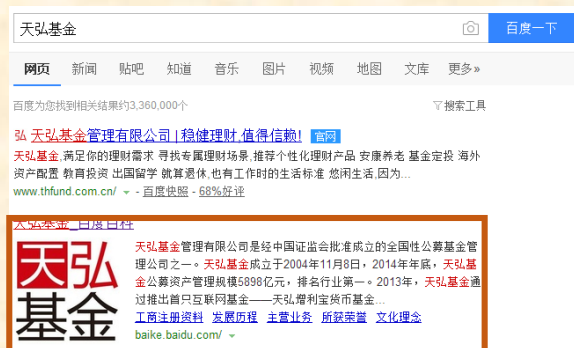 天弘基金
百度一下
网页 新闻 贴吧 知道 音乐 图片 视频 地图 文库 更多»
百度为您找到相关结果约3,360,000个
搜索工具
弘 天弘基金管理有限公司|稳健理财,值得信赖! 官网
天弘基金,满足你的理财需求 寻找专属理财场景,推荐个性化理财产品 安康养老 基金定投 海外
资产配置 教育投资 出国留学 就算退休,也有工作时的生活标准 悠闲生活,因为...
www.thfund.com.cn/ - 百度快照 - 68%好评
天弘基金_百度百科
天弘
基金
天弘基金管理有限公司是经中国证监会批准成立的全国性公募基金管
理公司之一。天弘基金成立于2004年11月8日，2014年年底，天弘基
金公募资产管理规模5898亿元，排名行业第一。2013年，天弘基金通
过推出首只互联网基金——天弘增利宝货币基金...
工商注册资料 发展历程 主营业务 所获荣誉 文化理念
baike.baidu.com/